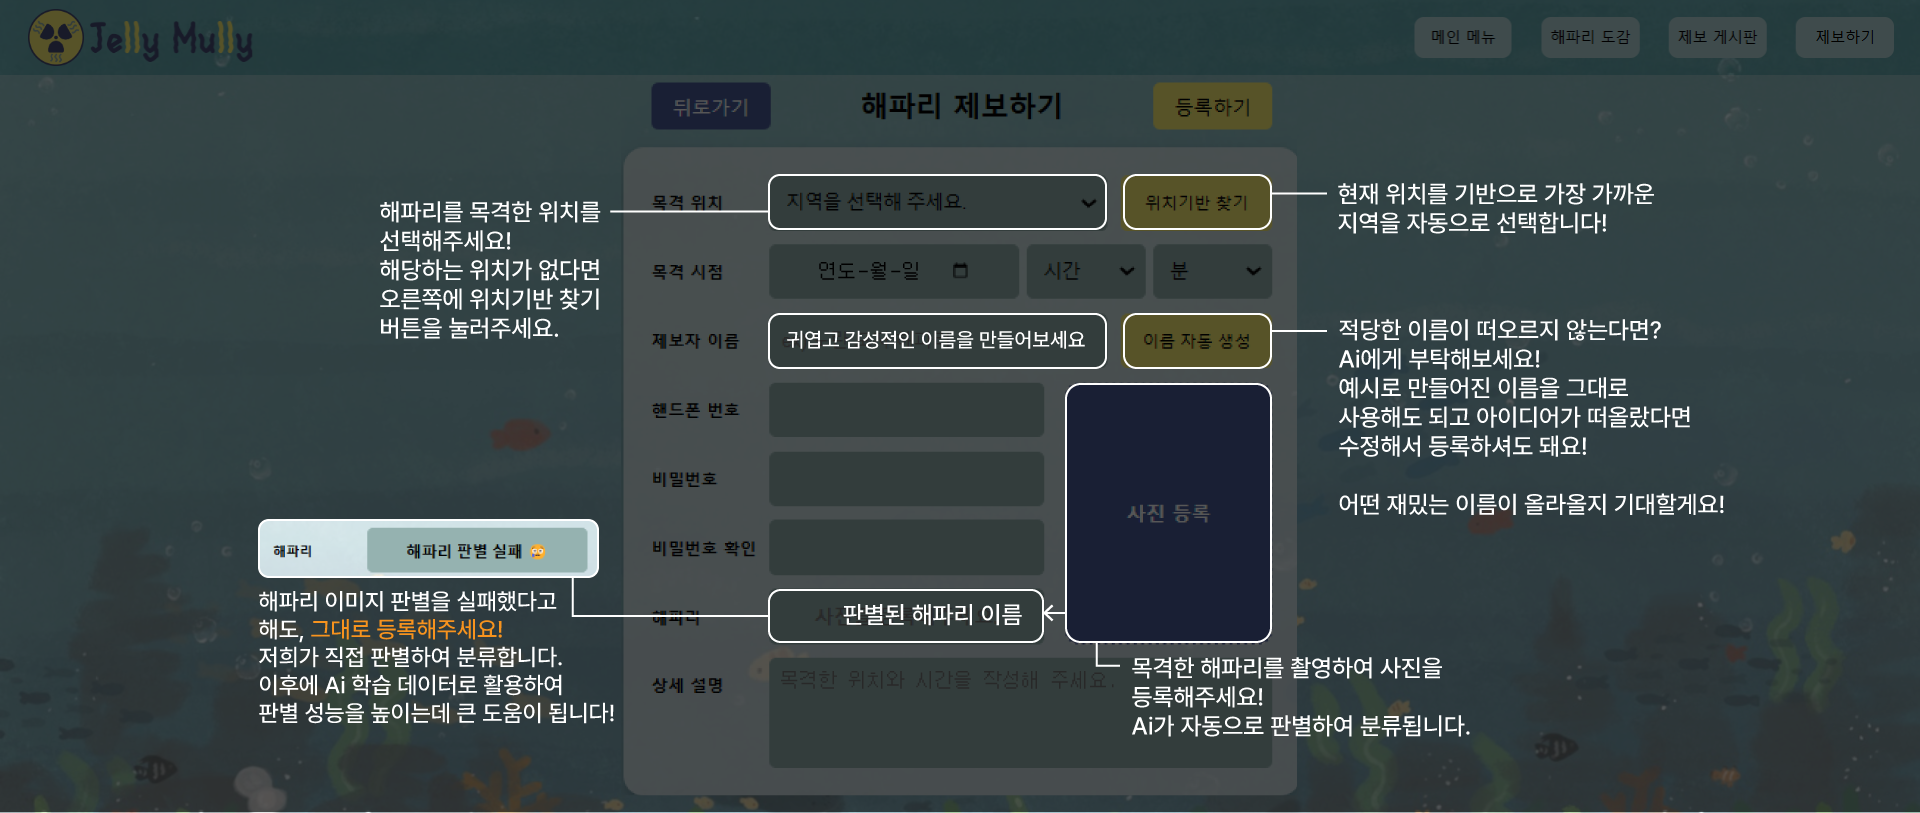 Jelly Mully
메인 메뉴
해파리 도감
제보 게시판
제보하기
뒤로가기
해파리 제보하기
등록하기
목격 위치
지역을 선택해 주세요.
위치기반 찾기
현재 위치를 기반으로 가장 가까운
지역을 자동으로 선택합니다!
해파리를 목격한 위치를
선택해주세요!
해당하는 위치가 없다면
오른쪽에 위치기반 찾기
버튼을 눌러주세요.
목격 시점
연도-월-일
시간
분
제보자 이름
귀엽고 감성적인 이름을 만들어보세요
이름 자동 생성
적당한 이름이 떠오르지 않는다면?
Ai에게 부탁해보세요!
예시로 만들어진 이름을 그대로
사용해도 되고 아이디어가 떠올랐다면
수정해서 등록하셔도 돼요!
어떤 재밌는 이름이 올라올지 기대할게요!
핸드폰 번호
비밀번호
사진 등록
비밀번호 확인
해파리
해파리 판별 실패
해파리 이미지 판별을 실패했다고
해도, 그대로 등록해주세요!
저희가 직접 판별하여 분류합니다.
이후에 Ai 학습 데이터로 활용하여
판별 성능을 높이는데 큰 도움이 됩니다!
해파리
판별된 해파리 이름
상세 설명
목격한 위치와 시간을 작성해 주세요.
목격한 해파리를 촬영하여 사진을
등록해주세요!
Ai가 자동으로 판별하여 분류됩니다.